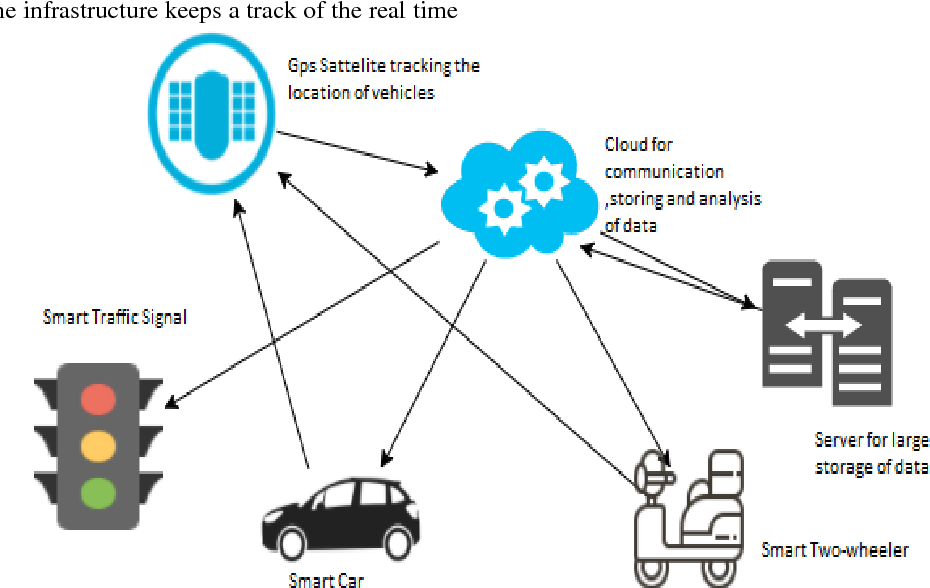 infrastructure keeps a track of the real time
Gps Sattelite tracking the
location of vehicles
Cloud for
communication
,storing and analysis
of data
Smart Traffic Signal
Server for large
storage of data
Smart Two-wheeler
Smart Car